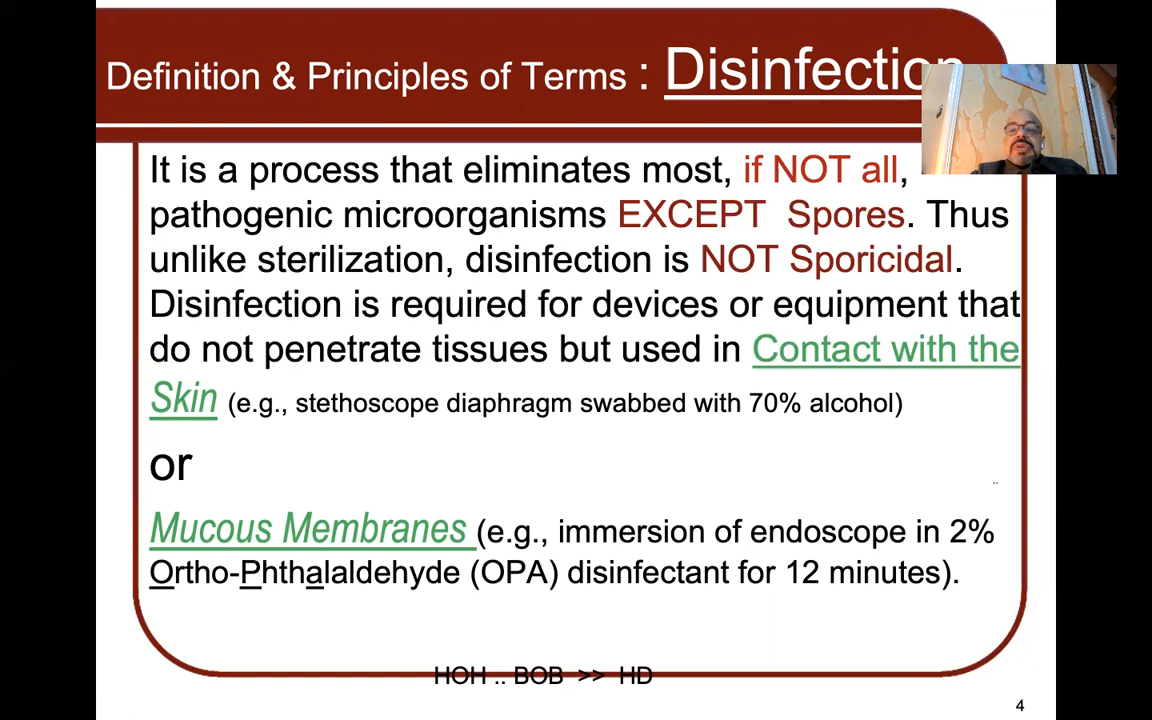 Definition & Principles of Terms : Disinfection
It is a process that eliminates most, if NOT all,
pathogenic microorganisms EXCEPT Spores. Thus
unlike sterilization, disinfection is NOT Sporicidal.
Disinfection is required for devices or equipment that
do not penetrate tissues but used in Contact with the
Skin (e.g., stethoscope diaphragm swabbed with 70% alcohol)
or
..
Mucous Membranes (e.g., immersion of endoscope in 2%
Ortho-Phthalaldehyde (OPA) disinfectant for 12 minutes).
HOH .. BOB >> HD
4